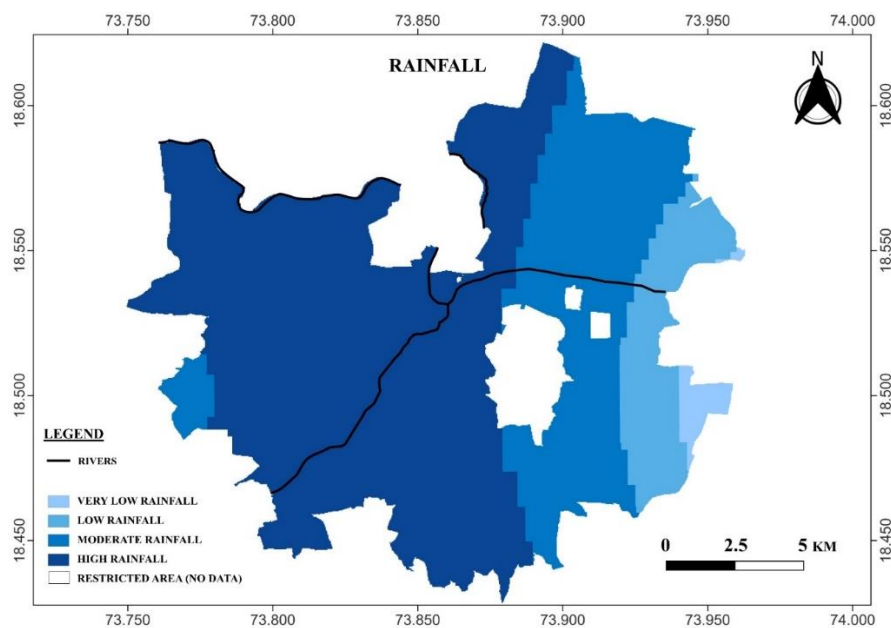 73.750 73.800 73.850 73.900 73.950 74.000
RAINFALL
N
18.600
18.600
18.550
18.550
18.500
18.500
18.450
18.450
LEGEND
RIVERS
VERY LOW RAINFALL
LOW RAINFALL
MODERATE RAINFALL
HIGH RAINFALL
RESTRICTED AREA (NO DATA)
0 2.5 5 KM
73.750 73.800 73.850 73.900 73.950 74.000